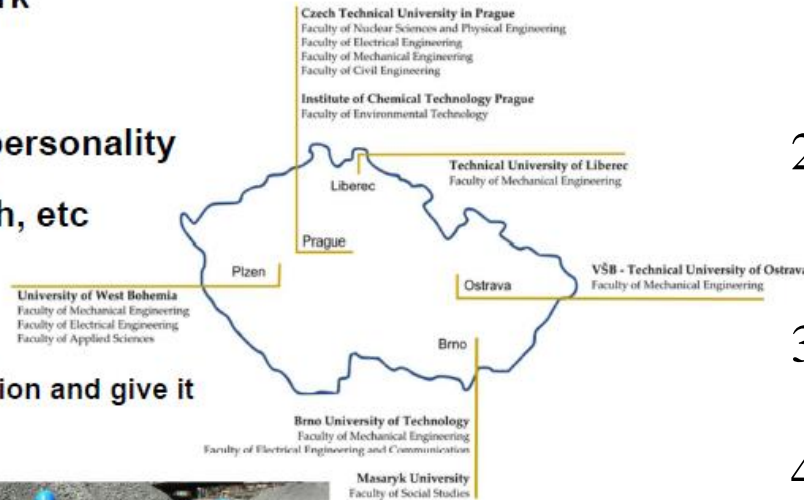 Czech Technical University in Prague
Faculty of Nuclear Sciences and Physical Engineering
Faculty of Electrical Engineering
Faculty of Mechanical Engineering
Faculty of Civil Engineering
Institute of Chemical Technology Prague
Faculty of Environmental Technology
personality
Technical University of Liberec
Faculty of Mechanical Engineering
Liberec
h, etc
Prague
Plzen
VŠB - Technical University of Ostrava
Faculty of Mechanical Engineering
Ostrava
University of West Bohemia
Faculty of Mechanical Engineering
Faculty of Electrical Engineering
Faculty of Applied Sciences
Brno
ion and give it
Brno University of Technology
Faculty of Mechanical Engineering
Faculty of Electrical Engineering and Communication
Masaryk University
Faculty of Social Studies
2
3
4